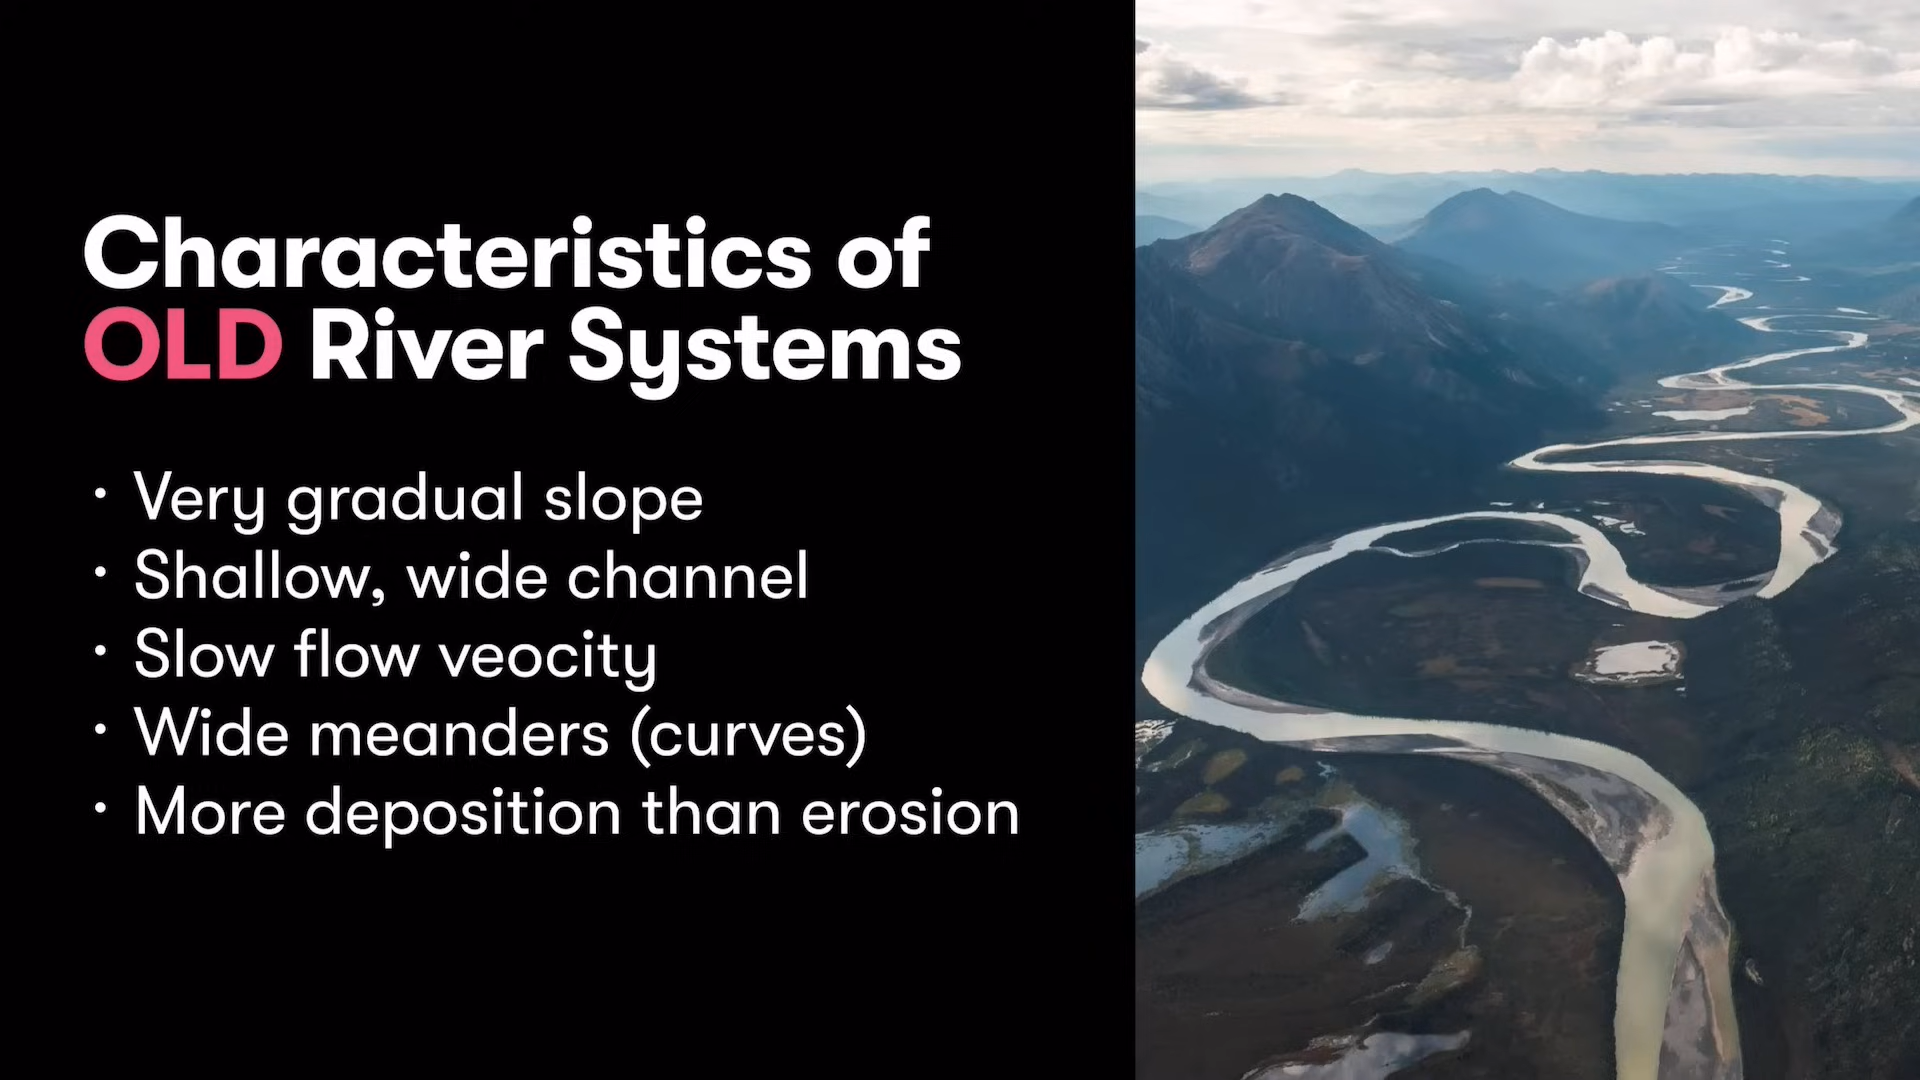 Characteristics of
OLD River Systems
· Very gradual slope
· Shallow, wide channel
· Slow flow veocity
· Wide meanders (curves)
· More deposition than erosion